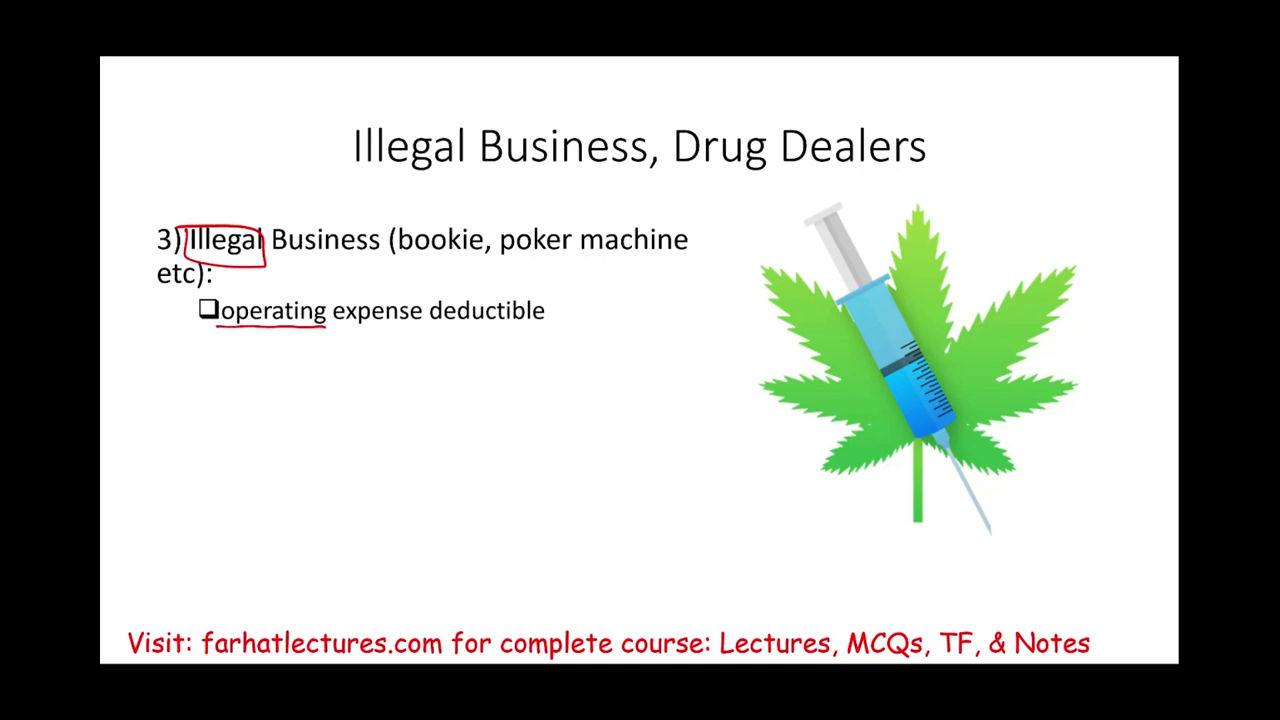 Illegal Business, Drug Dealers
3) Illegal Business (bookie, poker machine
etc):
❑operating expense deductible
Visit: farhatlectures.com for complete course: Lectures, MCQs, TF, & Notes